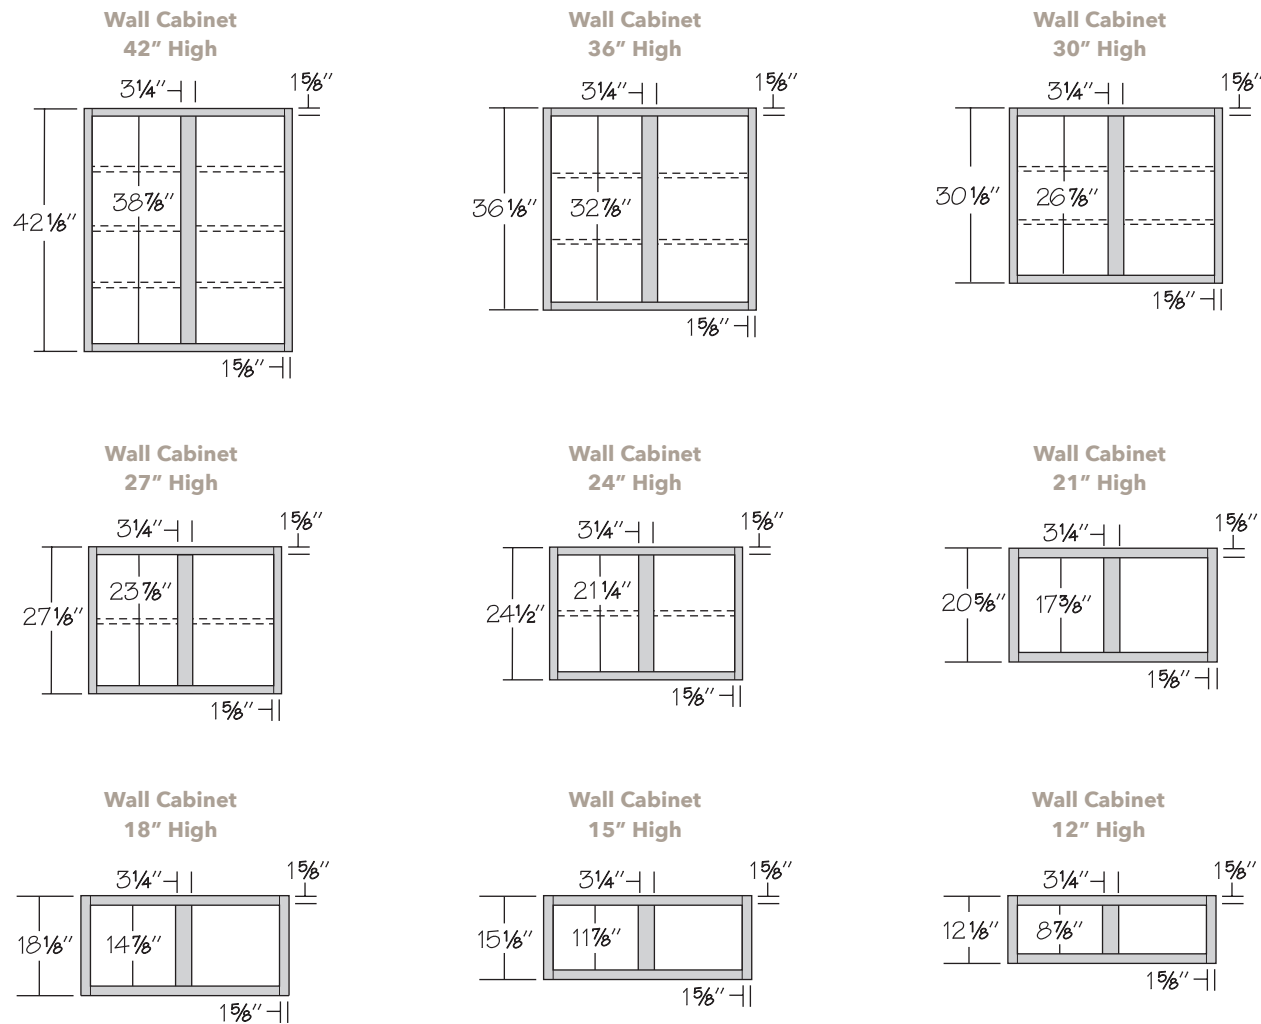 Wall Cabinet
42” High
3¼”
1⅝”
42⅛”
38⅞”
1⅝”
Wall Cabinet
36” High
3¼”
1⅝”
36⅛”
32⅞”
1⅝”
Wall Cabinet
30” High
3¼”
1⅝”
30⅛”
26⅞”
1⅝”
Wall Cabinet
27” High
3¼”
1⅝”
27⅛”
23⅞”
1⅝”
Wall Cabinet
24” High
3¼”
1⅝”
24½”
21¼”
1⅝”
Wall Cabinet
21” High
3¼”
1⅝”
20⅝”
17⅜”
1⅝”
Wall Cabinet
18” High
3¼”
1⅝”
18⅛”
14⅞”
1⅝”
Wall Cabinet
15” High
3¼”
1⅝”
15⅛”
11⅞”
1⅝”
Wall Cabinet
12” High
3¼”
1⅝”
12⅛”
8⅞”
1⅝”